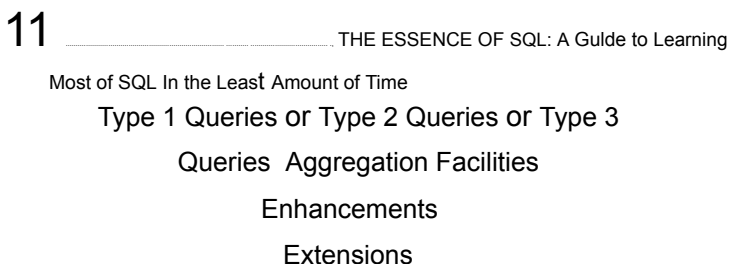 11 THE ESSENCE OF SQL: A Gulde to Learning
Most of SQL In the Least Amount of Time
Type 1 Queries or Type 2 Queries or Type 3
Queries Aggregation Facilities
Enhancements
Extensions